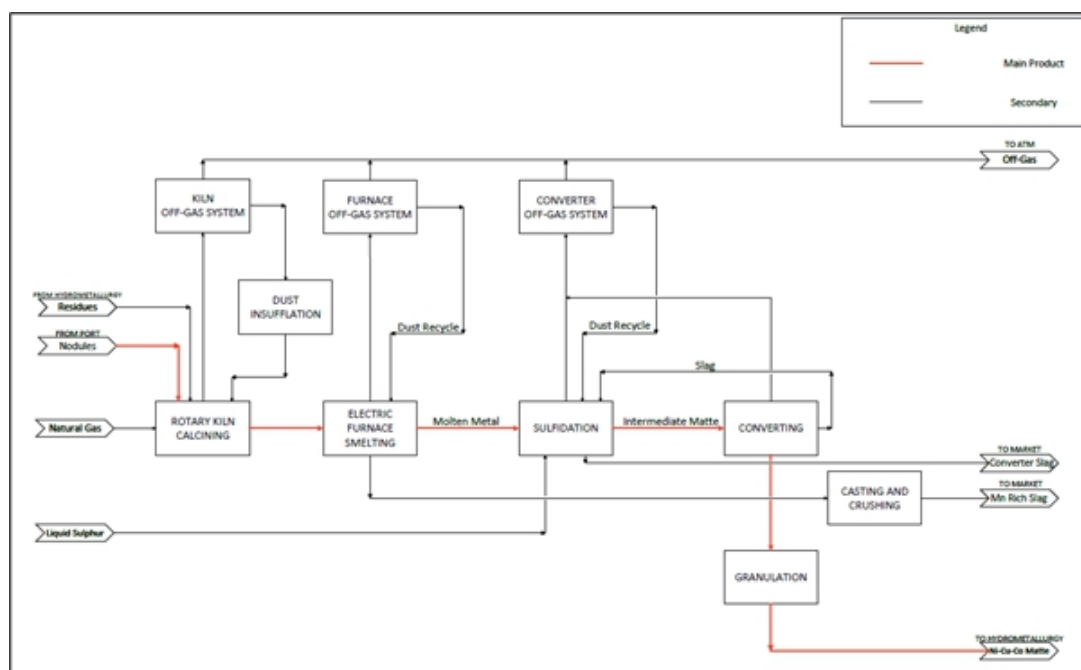 Legend
Main Product
Secondary
TO ATM
Off-Gas
KILN
OFF-GAS SYSTEM
FURNACE
OFF-GAS SYSTEM
CONVERTER
OFF-GAS SYSTEM
FROM HYDROMETALLURGY
Residues
DUST
INSUFFLATION
Dust Recycle
Dust Recycle
FROM PORT
Nodules
Slag
Natural Gas
ROTARY KILN
CALCINING
ELECTRIC
FURNACE
SMELTING
Molten Metal
SULFIDATION
Intermediate Matte
CONVERTING
TO MARKET
Converter Slag
TO MARKET
Mn Rich Slag
CASTING AND
CRUSHING
Liquid Sulphur
GRANULATION
TO HYDROMETALLURGY
Ni-Cu-Co Matte